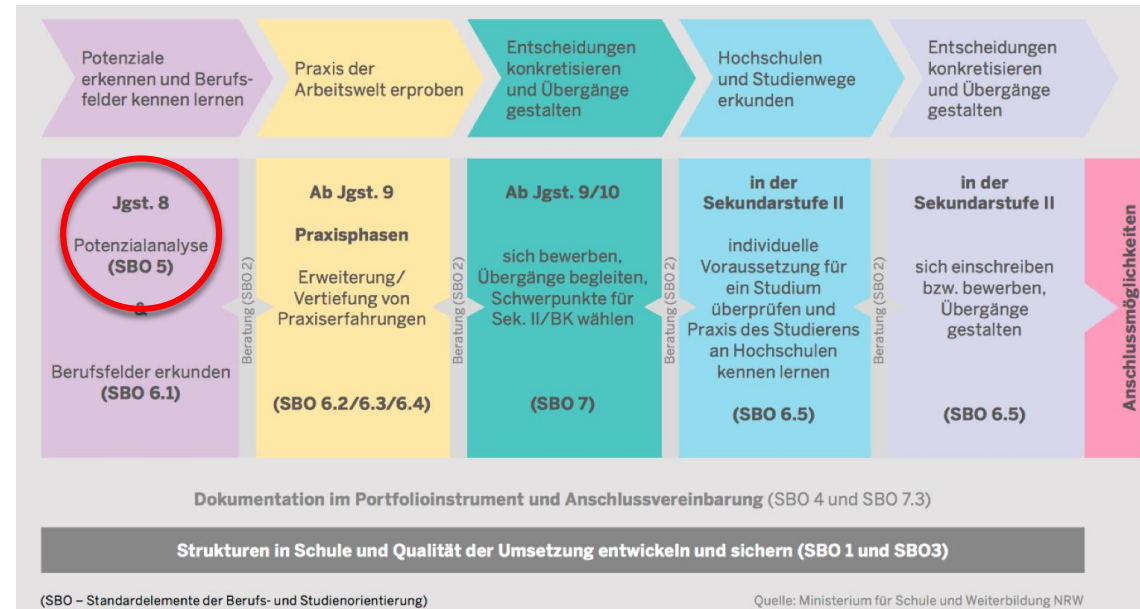 Potenziale
erkennen und Berufs-
felder kennen lernen
Praxis der
Arbeitswelt erproben
Entscheidungen
konkretisieren
und Übergänge
gestalten
Hochschulen
und Studienwege
erkunden
Entscheidungen
konkretisieren
und Übergänge
gestalten
Jgst. 8
Potenzialanalyse
(SBO 5)
&
Berufsfelder erkunden
(SBO 6.1)
Beratung (SBO 2)
Ab Jgst. 9
Praxisphasen
Erweiterung/
Vertiefung von
Praxiserfahrungen
(SBO 6.2/6.3/6.4)
Beratung (SBO 2)
Ab Jgst. 9/10
sich bewerben,
Übergänge begleiten,
Schwerpunkte für
Sek. II/BK wählen
(SBO 7)
Beratung (SBO 2)
in der
Sekundarstufe II
individuelle
Voraussetzung für
ein Studium
überprüfen und
Praxis des Studierens
an Hochschulen
kennen lernen
(SBO 6.5)
Beratung (SBO 2)
in der
Sekundarstufe II
sich einschreiben
bzw. bewerben,
Übergänge
gestalten
(SBO 6.5)
Anschlussmöglichkeiten
Dokumentation im Portfolioinstrument und Anschlussvereinbarung (SBO 4 und SBO 7.3)
Strukturen in Schule und Qualität der Umsetzung entwickeln und sichern (SBO 1 und SBO3)
(SBO – Standardelemente der Berufs- und Studienorientierung)
Quelle: Ministerium für Schule und Weiterbildung NRW